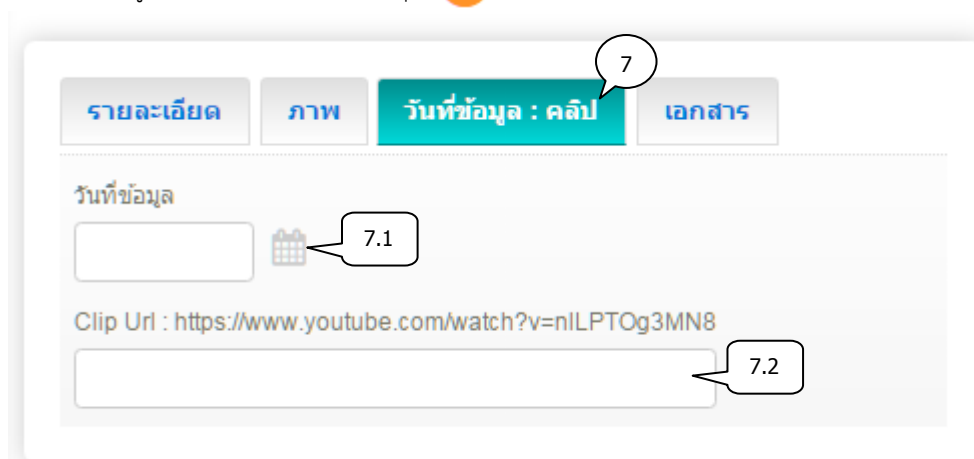 7
รายละเอียด ภาพ วันที่ข้อมูล : คลิป เอกสาร
วันที่ข้อมูล
7.1
Clip Url : https://www.youtube.com/watch?v=nILPTOg3MN8
7.2